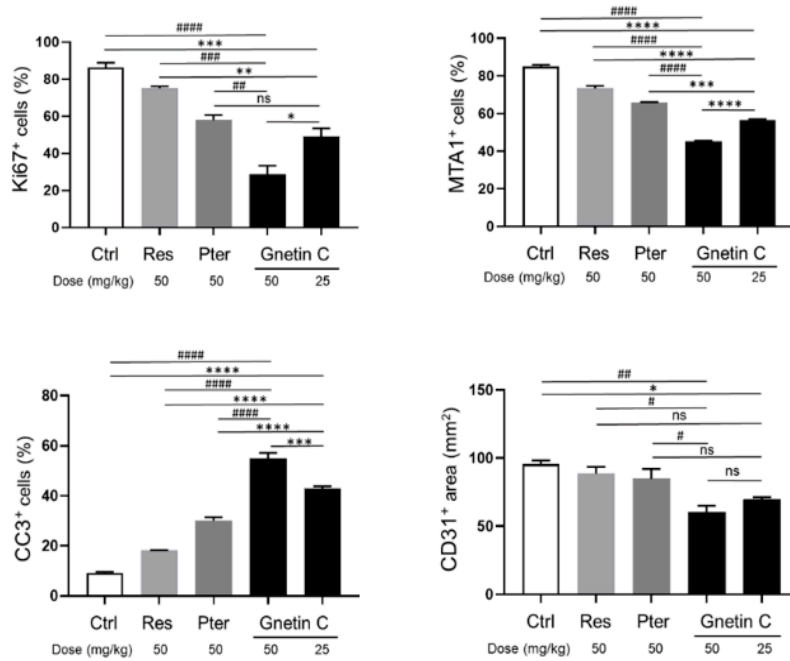 ####
***
###
**
##
ns
*
Ki67+ cells (%)
100
80
60
40
20
0
Ctrl Res Pter Gnetin C
Dose (mg/kg) 50 50 50 25
####
****
####
****
####
***
****
MTA1+ cells (%)
100
80
60
40
20
0
Ctrl Res Pter Gnetin C
Dose (mg/kg) 50 50 50 25
####
****
####
****
####
****
***
CC3+ cells (%)
80
60
40
20
0
Ctrl Res Pter Gnetin C
Dose (mg/kg) 50 50 50 25
##
*
#
ns
#
ns
ns
CD31+ area (mm²)
150
100
50
0
Ctrl Res Pter Gnetin C
Dose (mg/kg) 50 50 50 25